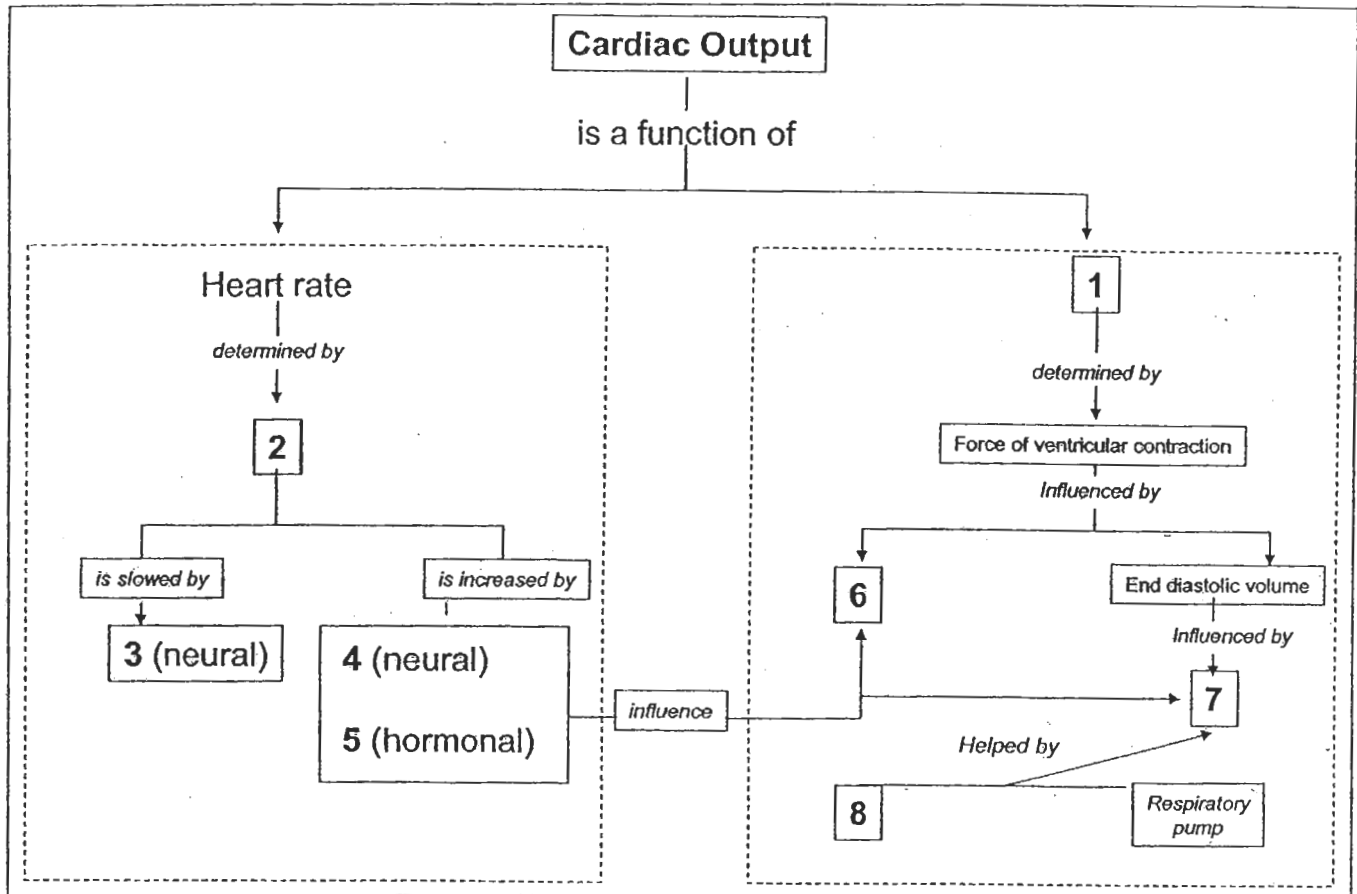 Cardiac Output
is a function of
Heart rate
determined by
2
is slowed by
is increased by
3 (neural)
4 (neural)
5 (hormonal)
influence
1
determined by
Force of ventricular contraction
Influenced by
6
End diastolic volume
Influenced by
7
Helped by
8
Respiratory
pump